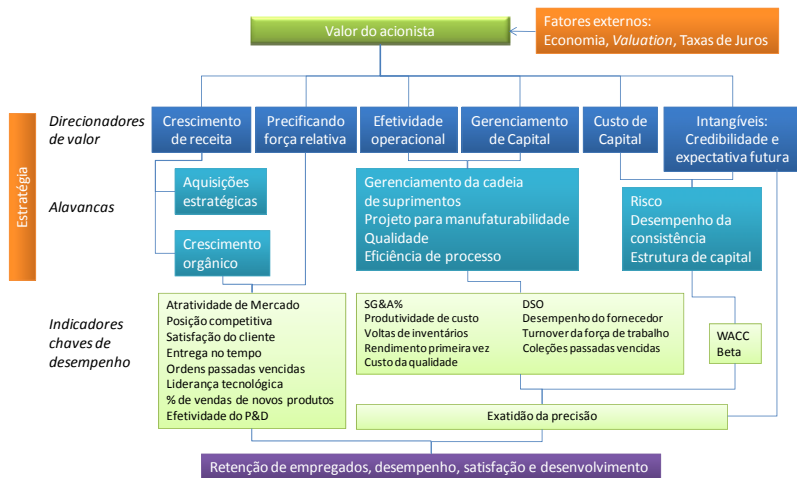 Valor do acionista
Fatores externos:
Economia, Valuation, Taxas de Juros
Estratégia
Direcionadores
de valor
Crescimento
de receita
Precificando
força relativa
Efetividade
operacional
Gerenciamento
de Capital
Custo de
Capital
Intangíveis:
Credibilidade e
expectativa futura
Alavancas
Aquisições
estratégicas
Crescimento
orgânico
Gerenciamento da cadeia
de suprimentos
Projeto para manufaturabilidade
Qualidade
Eficiência de processo
Risco
Desempenho da
consistência
Estrutura de capital
Indicadores
chaves de
desempenho
Atratividade de Mercado
Posição competitiva
Satisfação do cliente
Entrega no tempo
Ordens passadas vencidas
Liderança tecnológica
% de vendas de novos produtos
Efetividade do P&D
SG&A%
Produtividade de custo
Voltas de inventários
Rendimento primeira vez
Custo da qualidade
DSO
Desempenho do fornecedor
Turnover da força de trabalho
Coleções passadas vencidas
WACC
Beta
Exatidão da precisão
Retenção de empregados, desempenho, satisfação e desenvolvimento